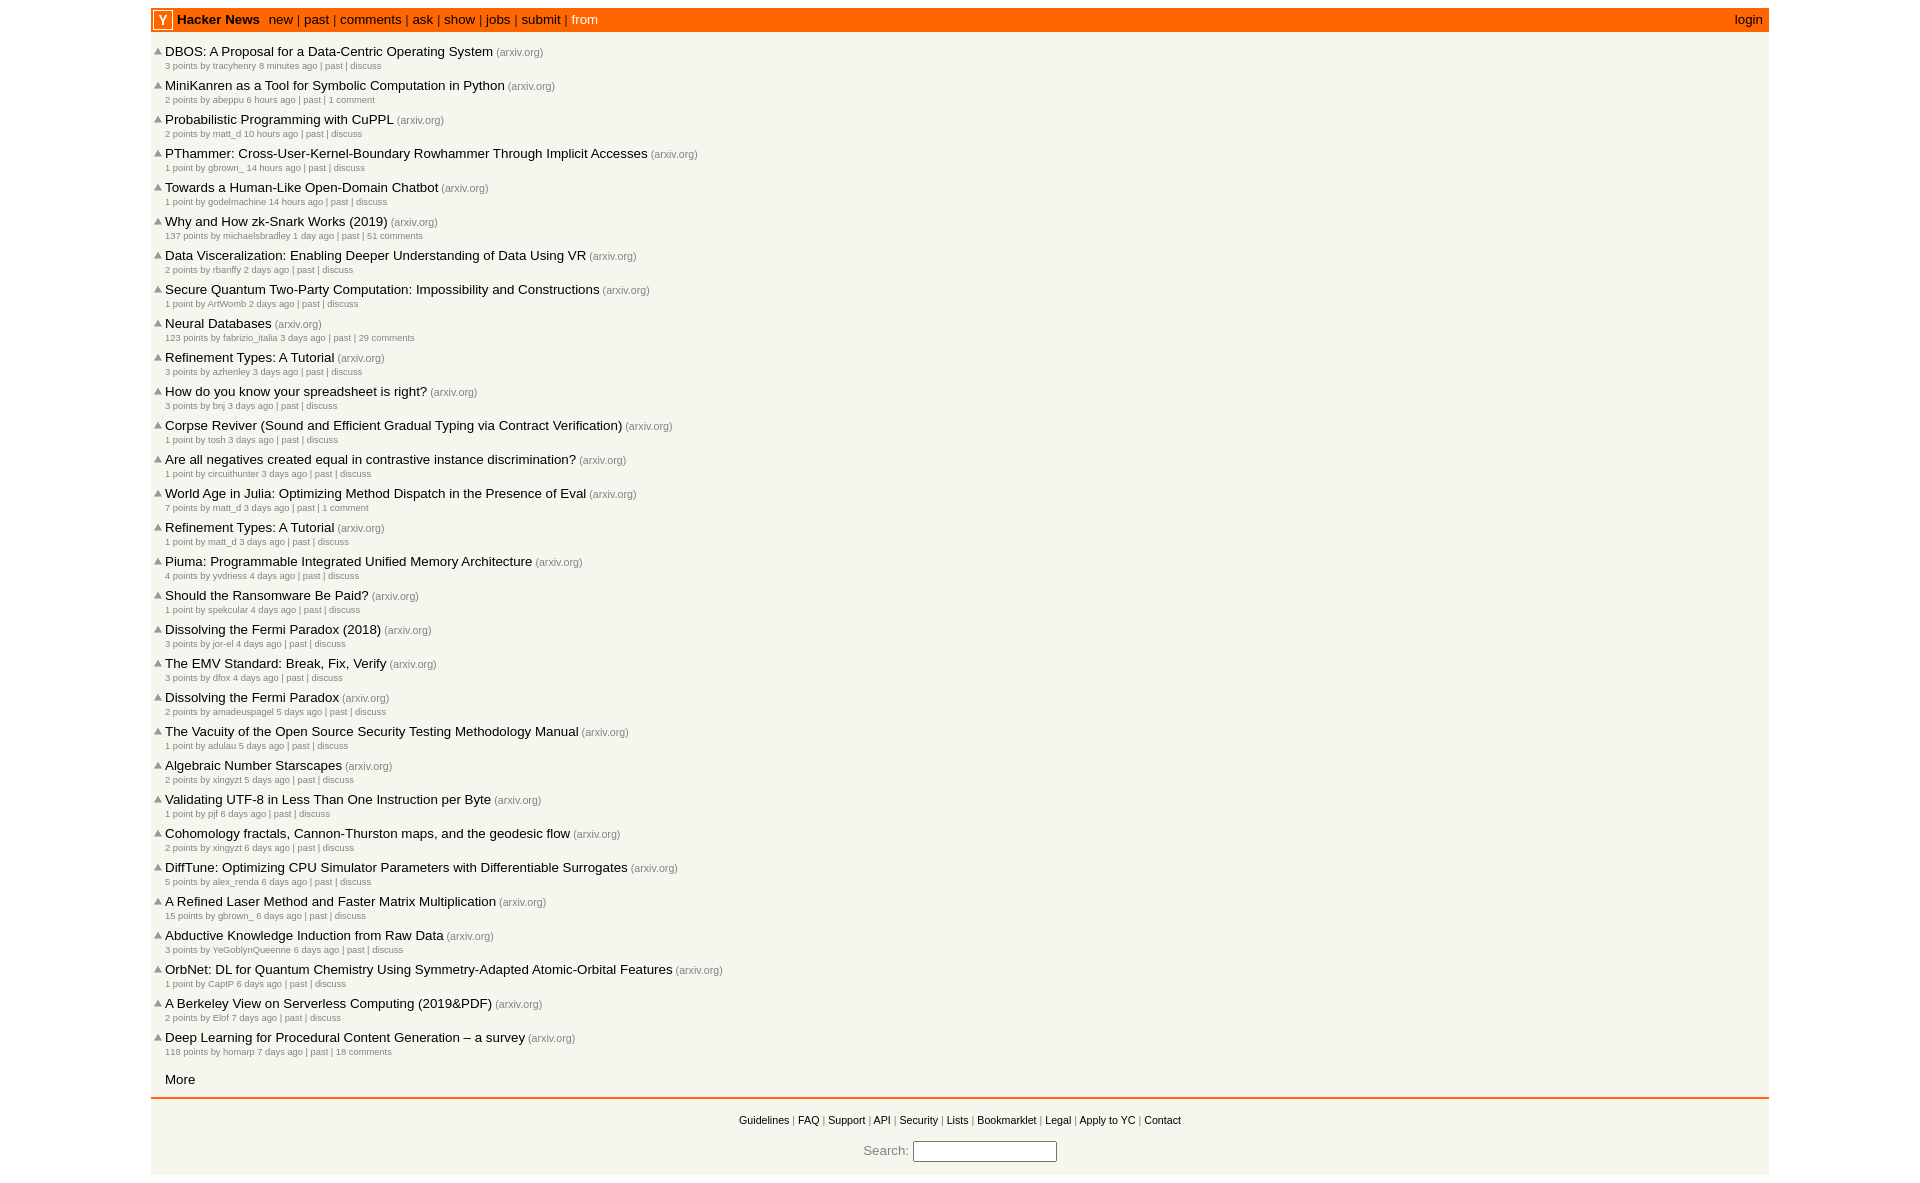 Y Hacker News new | past | comments | ask | show | jobs | submit | from login
DBOS: A Proposal for a Data-Centric Operating System (arxiv.org)
3 points by tracyhenry 8 minutes ago | past | discuss
MiniKanren as a Tool for Symbolic Computation in Python (arxiv.org)
2 points by abeppu 6 hours ago | past | 1 comment
Probabilistic Programming with CuPPL (arxiv.org)
2 points by matt_d 10 hours ago | past | discuss
PThammer: Cross-User-Kernel-Boundary Rowhammer Through Implicit Accesses (arxiv.org)
1 point by gbrown_ 14 hours ago | past | discuss
Towards a Human-Like Open-Domain Chatbot (arxiv.org)
1 point by godelmachine 14 hours ago | past | discuss
Why and How zk-Snark Works (2019) (arxiv.org)
137 points by michaelsbradley 1 day ago | past | 51 comments
Data Visceralization: Enabling Deeper Understanding of Data Using VR (arxiv.org)
2 points by rbanffy 2 days ago | past | discuss
Secure Quantum Two-Party Computation: Impossibility and Constructions (arxiv.org)
1 point by ArtWomb 2 days ago | past | discuss
Neural Databases (arxiv.org)
123 points by fabrizio_italia 3 days ago | past | 29 comments
Refinement Types: A Tutorial (arxiv.org)
3 points by azhenley 3 days ago | past | discuss
How do you know your spreadsheet is right? (arxiv.org)
3 points by bnj 3 days ago | past | discuss
Corpse Reviver (Sound and Efficient Gradual Typing via Contract Verification) (arxiv.org)
1 point by tosh 3 days ago | past | discuss
Are all negatives created equal in contrastive instance discrimination? (arxiv.org)
1 point by circuithunter 3 days ago | past | discuss
World Age in Julia: Optimizing Method Dispatch in the Presence of Eval (arxiv.org)
7 points by matt_d 3 days ago | past | 1 comment
Refinement Types: A Tutorial (arxiv.org)
1 point by matt_d 3 days ago | past | discuss
Piuma: Programmable Integrated Unified Memory Architecture (arxiv.org)
4 points by yvdriess 4 days ago | past | discuss
Should the Ransomware Be Paid? (arxiv.org)
1 point by spekcular 4 days ago | past | discuss
Dissolving the Fermi Paradox (2018) (arxiv.org)
3 points by jor-el 4 days ago | past | discuss
The EMV Standard: Break, Fix, Verify (arxiv.org)
3 points by dfox 4 days ago | past | discuss
Dissolving the Fermi Paradox (arxiv.org)
2 points by amadeuspagel 5 days ago | past | discuss
The Vacuity of the Open Source Security Testing Methodology Manual (arxiv.org)
1 point by adulau 5 days ago | past | discuss
Algebraic Number Starscapes (arxiv.org)
2 points by xingyzt 5 days ago | past | discuss
Validating UTF-8 in Less Than One Instruction per Byte (arxiv.org)
1 point by pjf 6 days ago | past | discuss
Cohomology fractals, Cannon-Thurston maps, and the geodesic flow (arxiv.org)
2 points by xingyzt 6 days ago | past | discuss
DiffTune: Optimizing CPU Simulator Parameters with Differentiable Surrogates (arxiv.org)
5 points by alex_renda 6 days ago | past | discuss
A Refined Laser Method and Faster Matrix Multiplication (arxiv.org)
15 points by gbrown_ 6 days ago | past | discuss
Abductive Knowledge Induction from Raw Data (arxiv.org)
3 points by YeGoblynQueenne 6 days ago | past | discuss
OrbNet: DL for Quantum Chemistry Using Symmetry-Adapted Atomic-Orbital Features (arxiv.org)
1 point by CaptP 6 days ago | past | discuss
A Berkeley View on Serverless Computing (2019&PDF) (arxiv.org)
2 points by Elof 7 days ago | past | discuss
Deep Learning for Procedural Content Generation – a survey (arxiv.org)
118 points by homarp 7 days ago | past | 18 comments
More
Guidelines | FAQ | Support | API | Security | Lists | Bookmarklet | Legal | Apply to YC | Contact
Search: